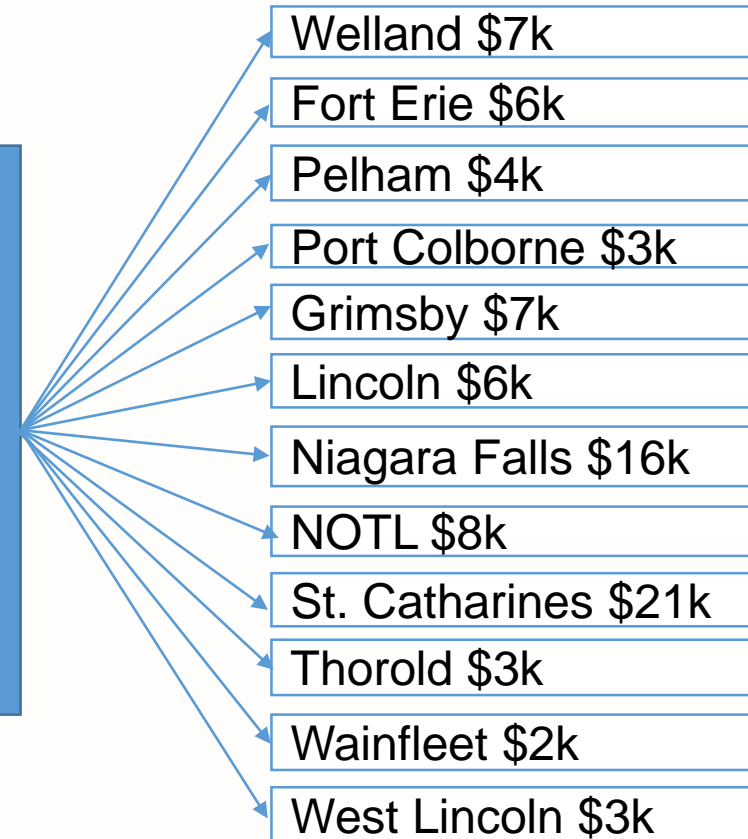 Welland $7k
Fort Erie $6k
Pelham $4k
Port Colborne $3k
Grimsby $7k
Lincoln $6k
Niagara Falls $16k
NOTL $8k
St. Catharines $21k
Thorold $3k
Wainfleet $2k
West Lincoln $3k